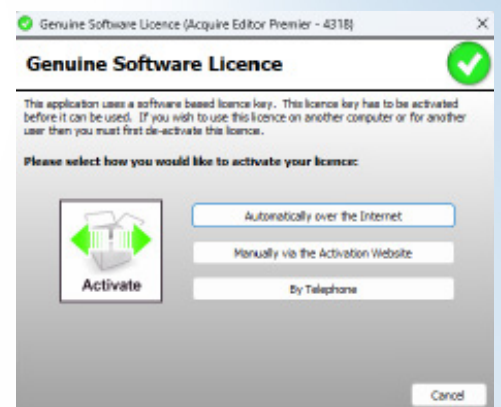 Genuine Software Licence (Acquire Editor Premier - 4318)
Genuine Software Licence
This application uses a software based licence key. This licence key has to be activated
before it can be used. If you wish to use this licence on another computer or for another
user then you must first de-activate this licence.
Please select how you would like to activate your licence:
Automatically over the Internet
Manually via the Activation Website
Activate
By Telephone
Cancel